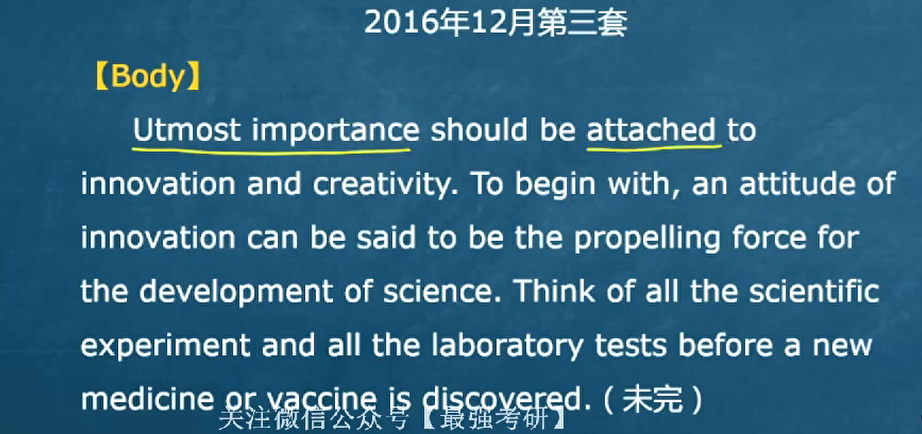 2016年12月第三套
【Body】
Utmost importance should be attached to
innovation and creativity. To begin with, an attitude of
innovation can be said to be the propelling force for
the development of science. Think of all the scientific
experiment and all the laboratory tests before a new
medicine or vaccine is discovered.（未完）
关注微信公众号【最强考研】